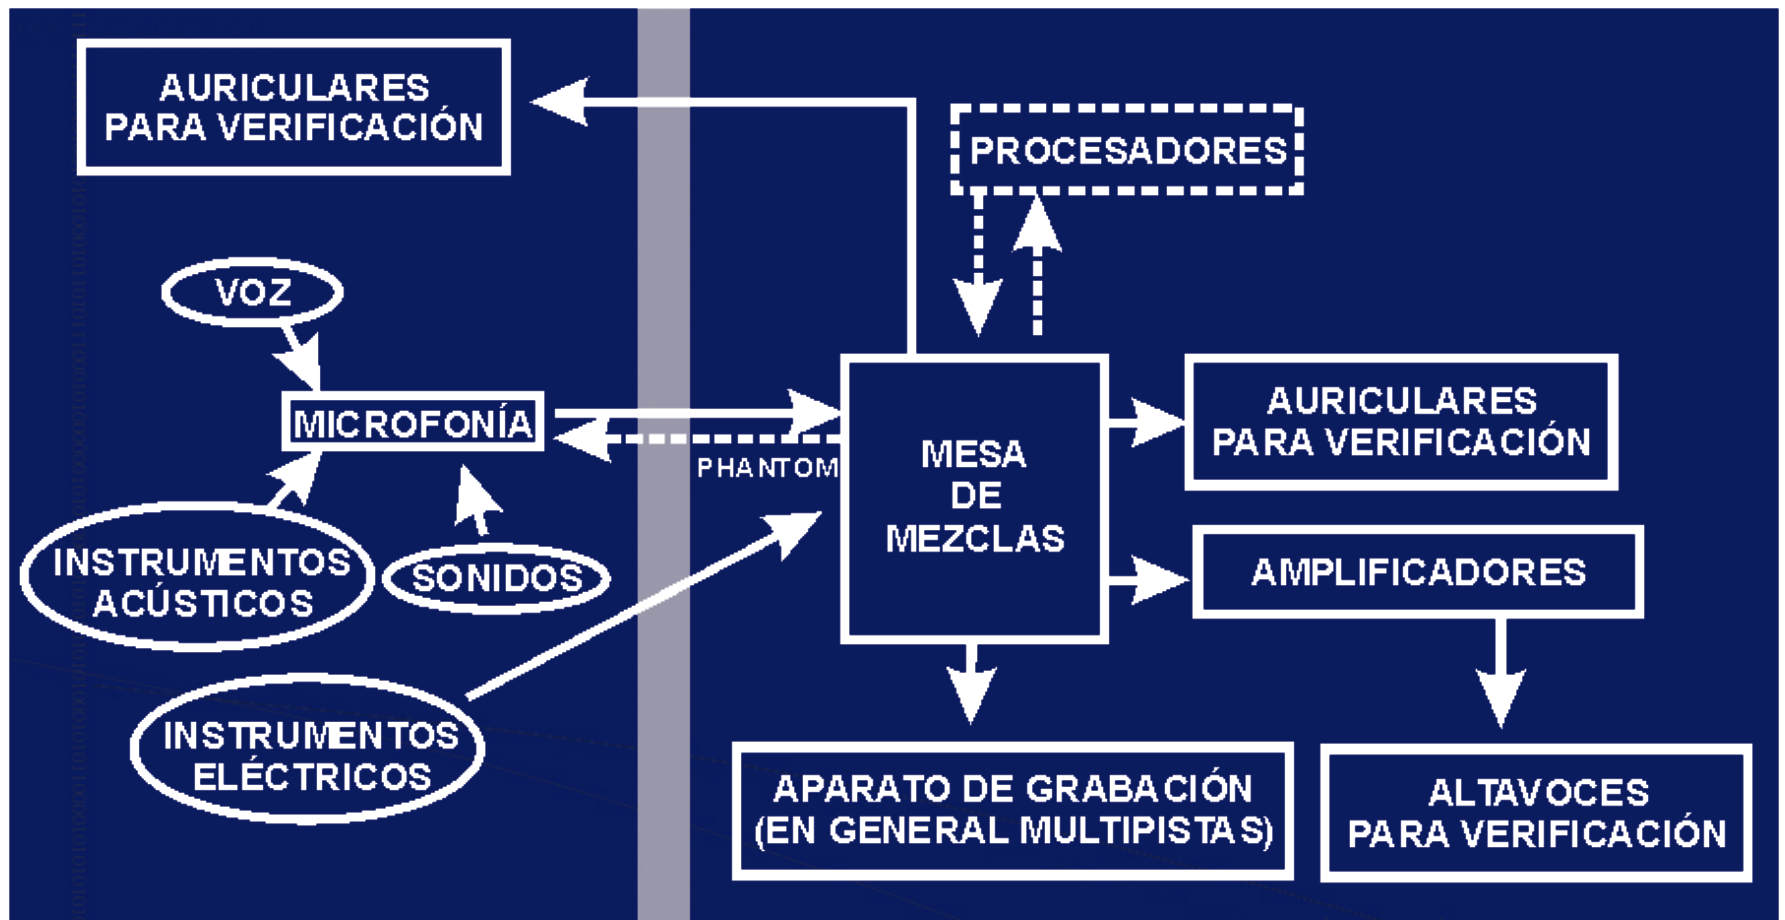 AURICULARES
PARA VERIFICACIÓN
PROCESADORES
VOZ
MICROFONÍA
PHANTOM
INSTRUMENTOS
ACÚSTICOS
SONIDOS
INSTRUMENTOS
ELÉCTRICOS
MESA
DE
MEZCLAS
AURICULARES
PARA VERIFICACIÓN
AMPLIFICADORES
APARATO DE GRABACIÓN
(EN GENERAL MULTIPISTAS)
ALTAVOCES
PARA VERIFICACIÓN